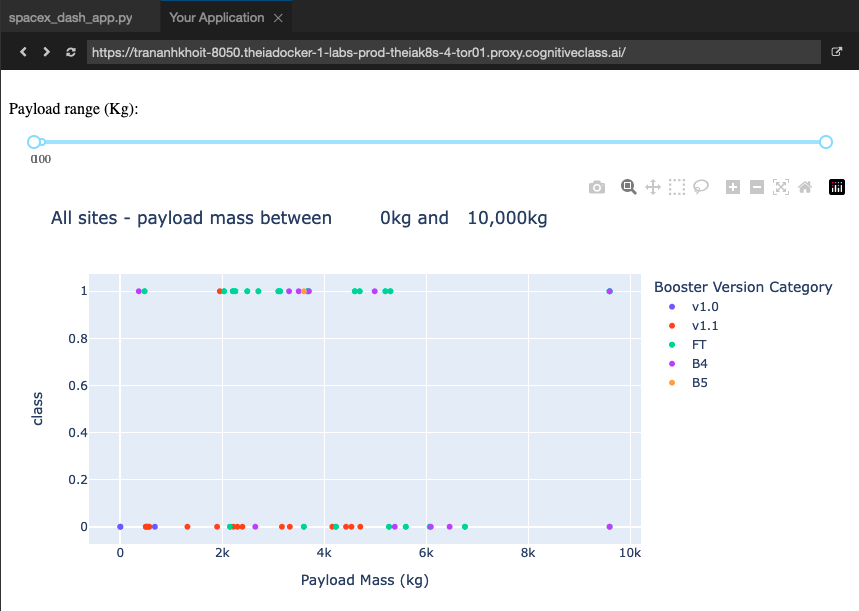 spacex_dash_app.py Your Application
https://trananhkhoit-8050.theiadocker-1-labs-prod-theiak8s-4-tor01.proxy.cognitiveclass.ai/
Payload range (Kg):
0 100
All sites - payload mass between 0kg and 10,000kg
Booster Version Category
v1.0
v1.1
FT
B4
B5
class
1
0.8
0.6
0.4
0.2
0
0 2k 4k 6k 8k 10k
Payload Mass (kg)